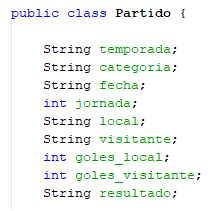 public class Partido {
String temporada;
String categoria;
String fecha;
int jornada;
String local;
String visitante;
int goles_local;
int goles_visitante;
String resultado;